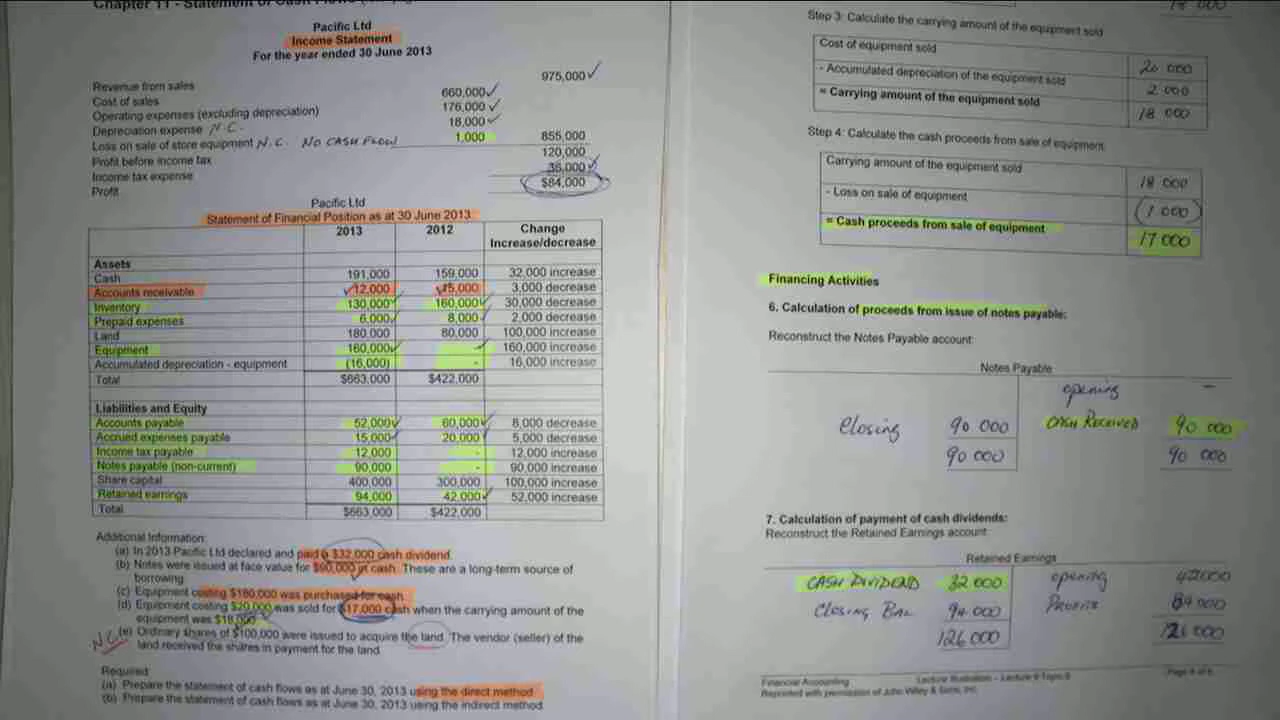 Chapter 11 - Statement of Cash Flows
Pacific Ltd
Income Statement
For the year ended 30 June 2013
Revenue from sales 975,000 ✓
Cost of sales 660,000 ✓
Operating expenses (excluding depreciation) 176,000 ✓
Depreciation expense N.C. 18,000 ✓
Loss on sale of store equipment N.C. NO CASH FLOW 1,000 855,000
Profit before income tax 120,000
Income tax expense 36,000 ✓
Profit $84,000
Pacific Ltd
Statement of Financial Position as at 30 June 2013
2013 2012 Change
Increase/decrease
Assets
Cash 191,000 159,000 32,000 increase
Accounts receivable ✓12,000 ✓15,000 3,000 decrease
Inventory 130,000✓ 160,000✓ 30,000 decrease
Prepaid expenses 6,000✓ 8,000✓ 2,000 decrease
Land 180,000 80,000 100,000 increase
Equipment 160,000✓ - 160,000 increase
Accumulated depreciation - equipment (16,000) - 16,000 increase
Total $663,000 $422,000
Liabilities and Equity
Accounts payable 52,000✓ 60,000✓ 8,000 decrease
Accrued expenses payable 15,000✓ 20,000✓ 5,000 decrease
Income tax payable 12,000 - 12,000 increase
Notes payable (non-current) 90,000 - 90,000 increase
Share capital 400,000 300,000 100,000 increase
Retained earnings 94,000 42,000✓ 52,000 increase
Total $663,000 $422,000
Additional Information:
(a) In 2013 Pacific Ltd declared and paid a $32,000 cash dividend.
(b) Notes were issued at face value for $90,000 in cash. These are a long-term source of
borrowing.
(c) Equipment costing $180,000 was purchased for cash.
(d) Equipment costing $20,000 was sold for $17,000 cash when the carrying amount of the
equipment was $18,000
N.C. (e) Ordinary shares of $100,000 were issued to acquire the land. The vendor (seller) of the
land received the shares in payment for the land.
Required:
(a) Prepare the statement of cash flows as at June 30, 2013 using the direct method.
(b) Prepare the statement of cash flows as at June 30, 2013 using the indirect method.
18 000
Step 3: Calculate the carrying amount of the equipment sold
Cost of equipment sold 20 000
- Accumulated depreciation of the equipment sold 2 000
= Carrying amount of the equipment sold 18 000
Step 4: Calculate the cash proceeds from sale of equipment
Carrying amount of the equipment sold 18 000
- Loss on sale of equipment (1 000)
= Cash proceeds from sale of equipment 17 000
Financing Activities
6. Calculation of proceeds from issue of notes payable:
Reconstruct the Notes Payable account:
Notes Payable
opening -
Closing 90 000 CASH RECEIVED 90 000
90 000 90 000
7. Calculation of payment of cash dividends:
Reconstruct the Retained Earnings account:
Retained Earnings
CASH DIVIDEND 32 000 opening 42000
CLOSING BAL 94 000 PROFIT 84 000
126 000 126 000
Financial Accounting Lecture Illustration - Lecture 9 Topic 8
Reprinted with permission of John Wiley & Sons, Inc.